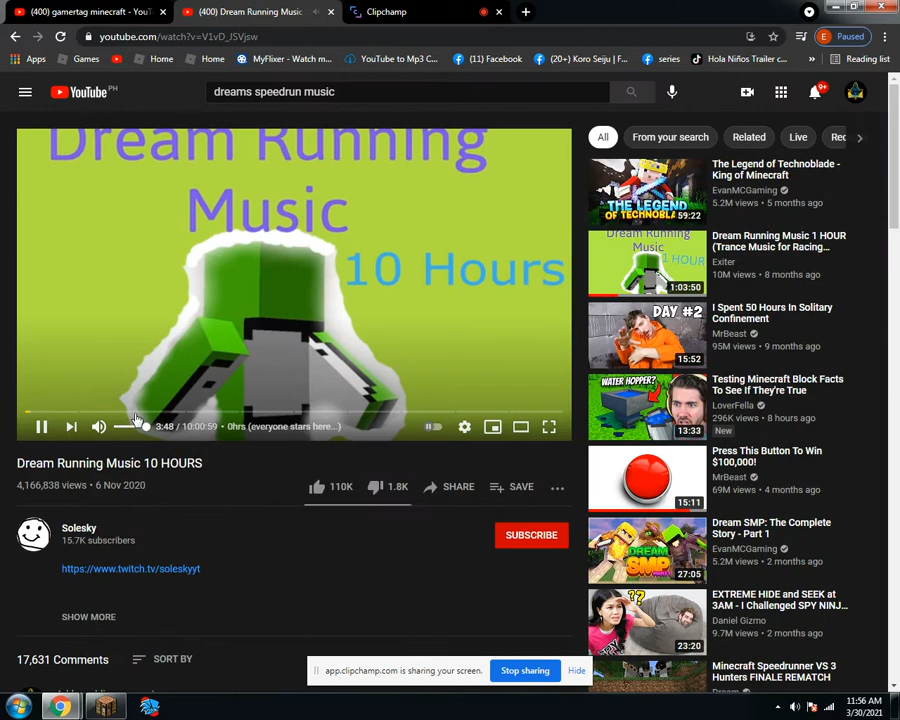 (400) gamertag minecraft - YouT
(400) Dream Running Music
Clipchamp
youtube.com/watch?v=V1vD_JSVjsw
Paused
Apps
Games
Home
Home
MyFlixer - Watch m...
YouTube to Mp3 C...
(11) Facebook
(20+) Koro Seiju | F...
series
Hola Niños Trailer c...
»
Reading list
YouTube PH
dreams speedrun music
9+
Dream Running
Music
10 Hours
3:48 / 10:00:59 • 0hrs (everyone stars here...)
Dream Running Music 10 HOURS
4,166,838 views • 6 Nov 2020
110K
1.8K
SHARE
SAVE
Solesky
15.7K subscribers
SUBSCRIBE
https://www.twitch.tv/soleskyyt
SHOW MORE
17,631 Comments
SORT BY
All
From your search
Related
Live
Rec
THE LEGEND
OF TECHNOBLADE
59:22
The Legend of Technoblade -
King of Minecraft
EvanMCGaming
5.2M views • 5 months ago
Dream Running
Music
1 HOUR
1:03:50
Dream Running Music 1 HOUR
(Trance Music for Racing...
Exiter
10M views • 8 months ago
DAY #2
15:52
I Spent 50 Hours In Solitary
Confinement
MrBeast
95M views • 9 months ago
WATER HOPPER?
13:33
Testing Minecraft Block Facts
To See If They're True
LoverFella
296K views • 8 hours ago
New
15:11
Press This Button To Win
$100,000!
MrBeast
69M views • 4 months ago
DREAM
SMP
27:05
Dream SMP: The Complete
Story - Part 1
EvanMCGaming
5.2M views • 2 months ago
??
23:20
EXTREME HIDE and SEEK at
3AM - I Challenged SPY NINJ...
Daniel Gizmo
9.7M views • 2 months ago
Minecraft Speedrunner VS 3
Hunters FINALE REMATCH
app.clipchamp.com is sharing your screen.
Stop sharing
Hide
11:56 AM
3/30/2021